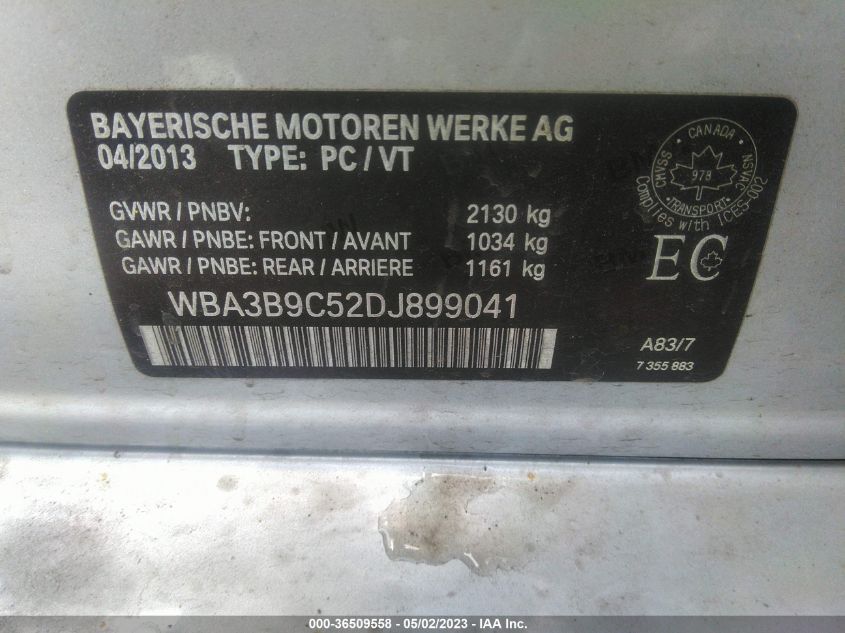 BAYERISCHE MOTOREN WERKE AG
04/2013 TYPE: PC / VT
GVWR / PNBV: 2130 kg
GAWR / PNBE: FRONT / AVANT 1034 kg
GAWR / PNBE: REAR / ARRIERE 1161 kg
WBA3B9C52DJ899041
CANADA
CMVSS 978 NSVAC
TRANSPORT
Complies with ICES-002
EC
A83/7
7 355 883
000-36509558 - 05/02/2023 - IAA Inc.